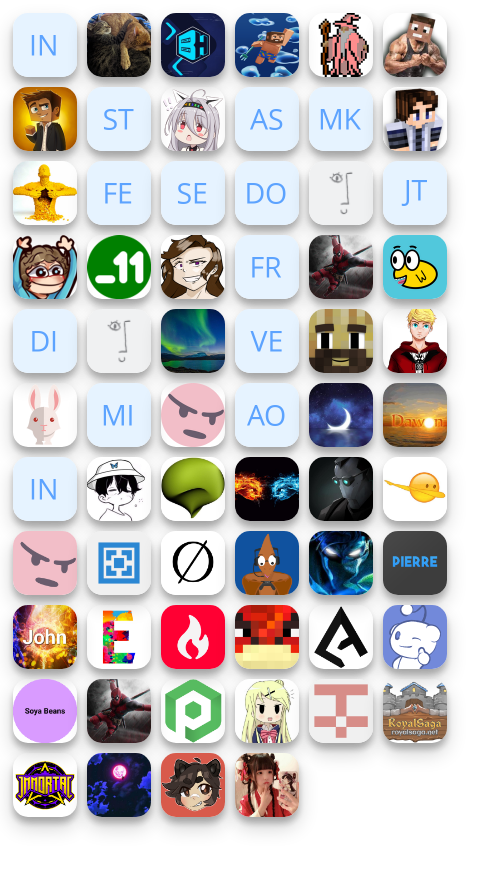 IN
ST
AS
MK
FE
SE
DO
JT
_11
FR
DI
VE
MI
AO
Dawn
IN
PIERRE
John
E
Soya Beans
RoyalSaga
royalsaga.net
IMMORTAL